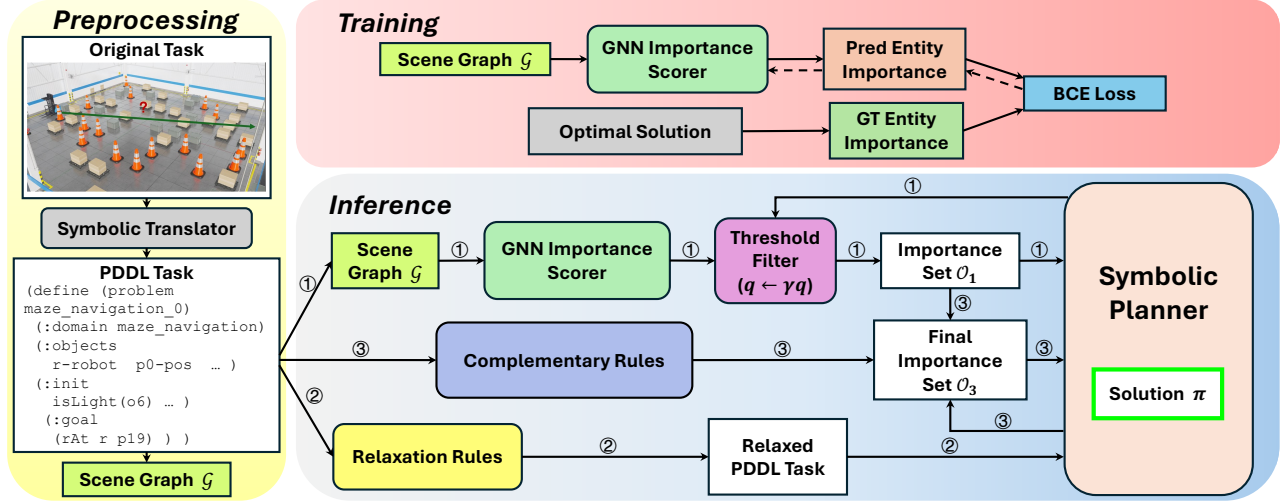 Preprocessing
Original Task
?
Symbolic Translator
PDDL Task
(define (problem
maze_navigation_0)
(:domain maze_navigation)
(:objects
r-robot p0-pos … )
(:init
isLight(o6) … )
(:goal
(rAt r p19) ) )
Scene Graph 𝒢
Training
Scene Graph 𝒢
GNN Importance
Scorer
Pred Entity
Importance
BCE Loss
Optimal Solution
GT Entity
Importance
Inference
①
①
Scene
Graph 𝒢
①
GNN Importance
Scorer
①
Threshold
Filter
(q ← γq)
①
Importance
Set 𝒪₁
①
③
③
Complementary Rules
③
Final
Importance
Set 𝒪₃
③
③
②
Relaxation Rules
②
Relaxed
PDDL Task
②
Symbolic
Planner
Solution π